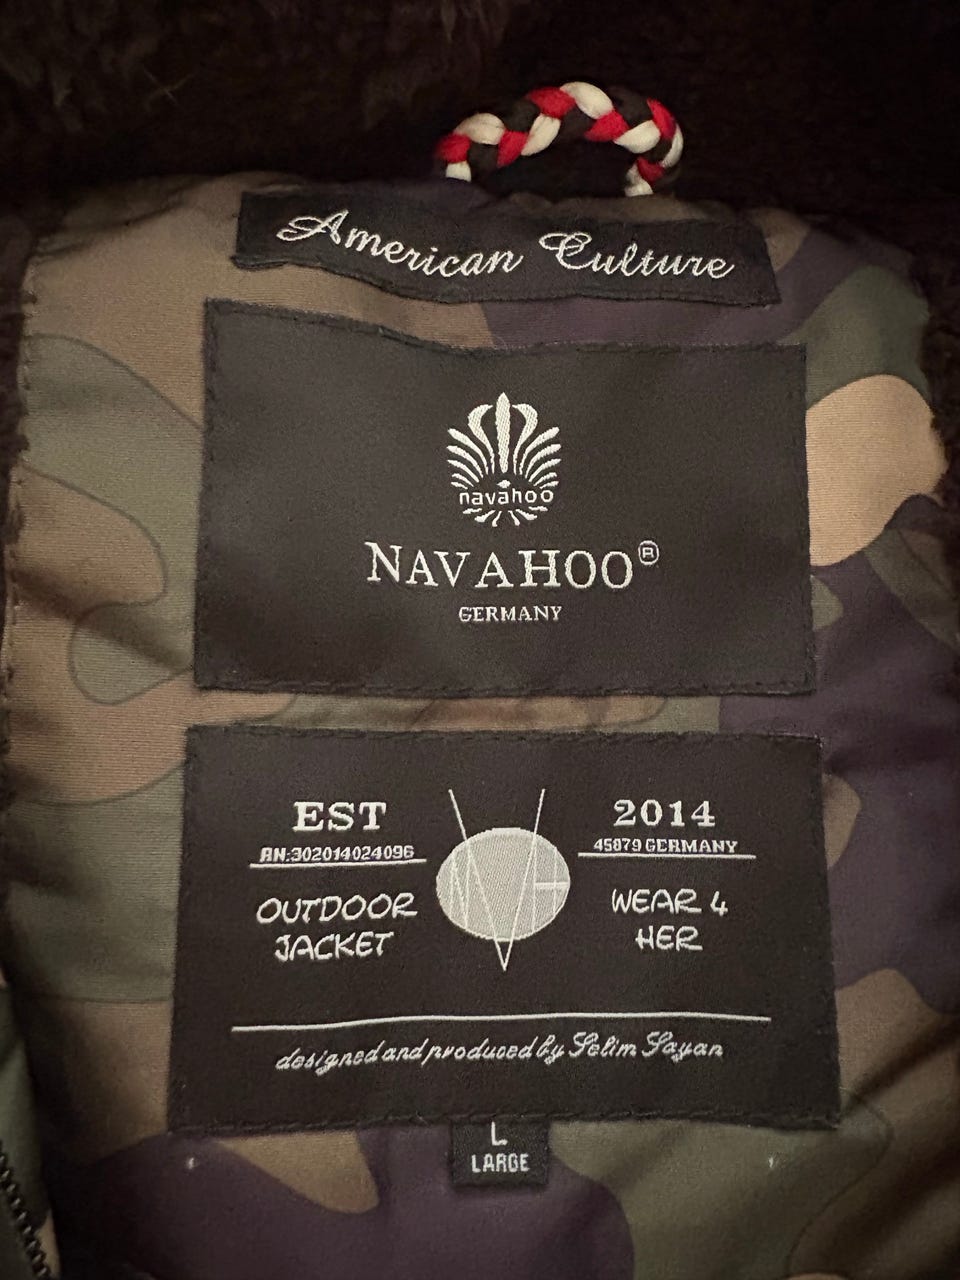 American Culture
navahoo
NAVAHOO®
GERMANY
EST
RN:302014024096
OUTDOOR
JACKET
2014
45879 GERMANY
WEAR 4
HER
designed and produced by Selim Sayan
L
LARGE